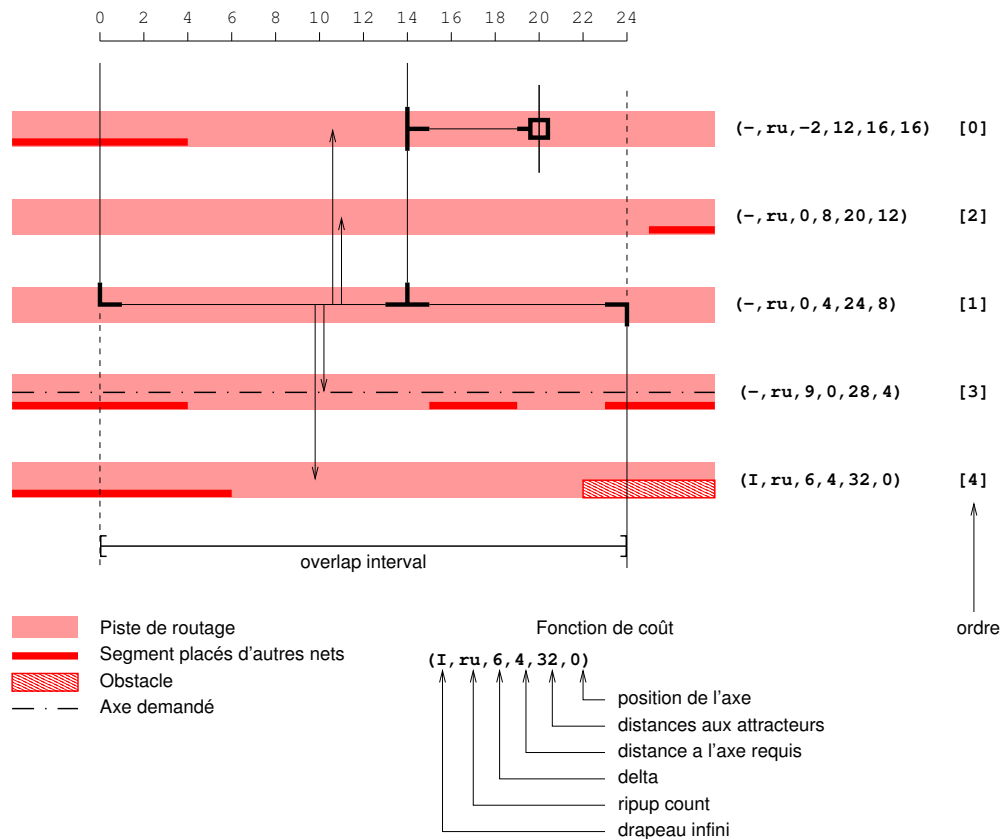 0 2 4 6 8 10 12 14 16 18 20 22 24
(-,ru,-2,12,16,16) [0]
(-,ru,0,8,20,12) [2]
(-,ru,0,4,24,8) [1]
(-,ru,9,0,28,4) [3]
(I,ru,6,4,32,0) [4]
overlap interval
Piste de routage
Segment placés d'autres nets
Obstacle
Axe demandé
Fonction de coût
(I,ru,6,4,32,0)
position de l'axe
distances aux attracteurs
distance a l'axe requis
delta
ripup count
drapeau infini
ordre